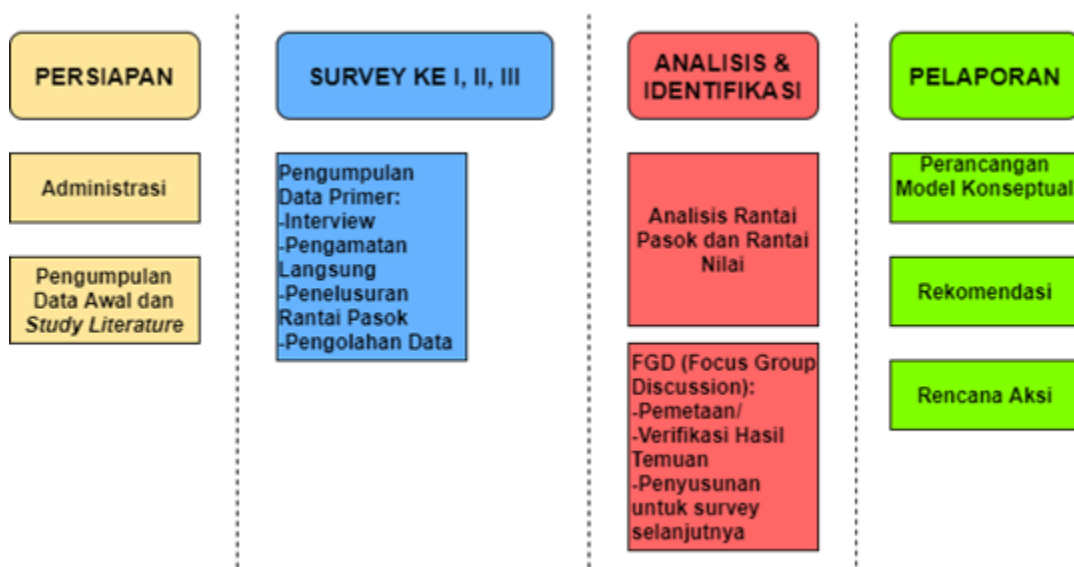 PERSIAPAN
Administrasi
Pengumpulan
Data Awal dan
Study Literature
SURVEY KE I, II, III
Pengumpulan
Data Primer:
-Interview
-Pengamatan
Langsung
-Penelusuran
Rantai Pasok
-Pengolahan Data
ANALISIS &
IDENTIFIKASI
Analisis Rantai
Pasok dan Rantai
Nilai
FGD (Focus Group
Discussion):
-Pemetaan/
-Verifikasi Hasil
Temuan
-Penyusunan
untuk survey
selanjutnya
PELAPORAN
Perancangan
Model Konseptual
Rekomendasi
Rencana Aksi